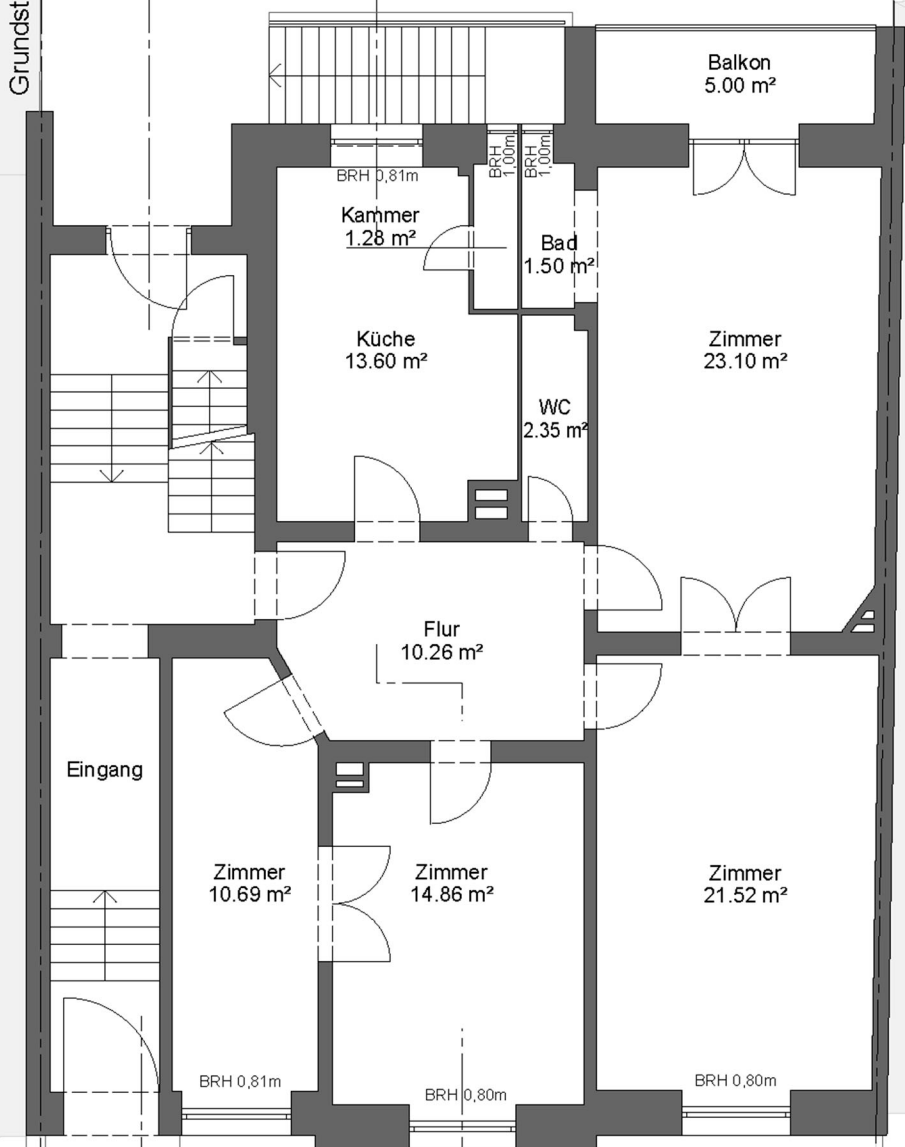 Grundst
Balkon
5.00 m²
BRH
1,00m
BRH
1,00m
BRH 0,81m
Kammer
1.28 m²
Bad
1.50 m²
Küche
13.60 m²
Zimmer
23.10 m²
WC
2.35 m²
Flur
10.26 m²
Eingang
Zimmer
10.69 m²
Zimmer
14.86 m²
Zimmer
21.52 m²
BRH 0,81m
BRH 0,80m
BRH 0,80m